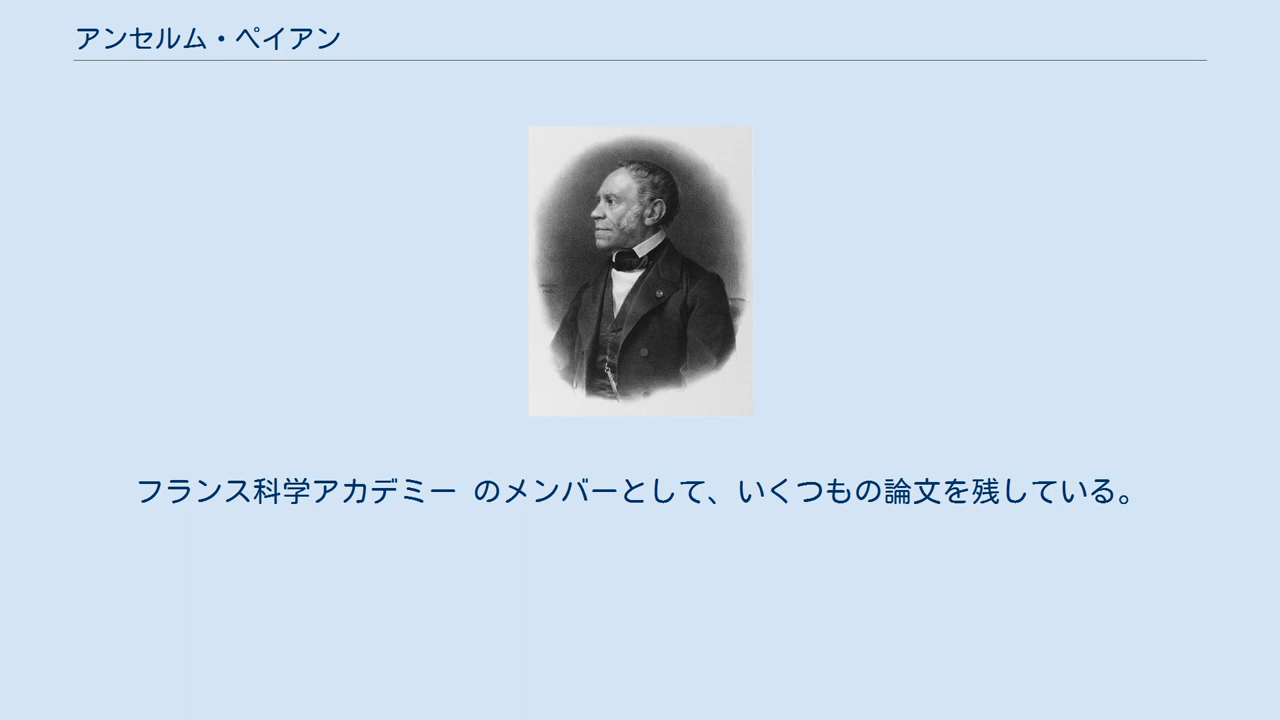 アンセルム・ペイアン
フランス科学アカデミー のメンバーとして、いくつもの論文を残している。